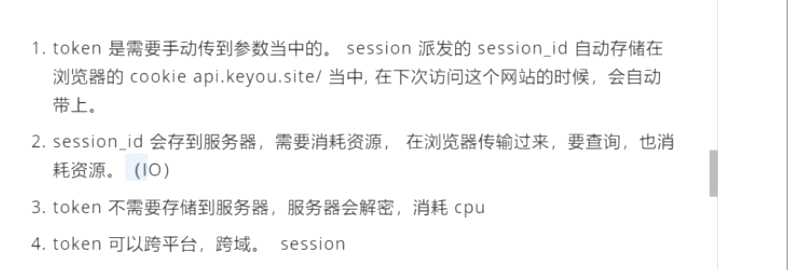 1. token 是需要手动传到参数当中的。 session 派发的 session_id 自动存储在
浏览器的 cookie api.keyou.site/ 当中, 在下次访问这个网站的时候，会自动
带上。
2. session_id 会存到服务器，需要消耗资源， 在浏览器传输过来，要查询，也消
耗资源。（IO）
3. token 不需要存储到服务器，服务器会解密，消耗 cpu
4. token 可以跨平台，跨域。 session